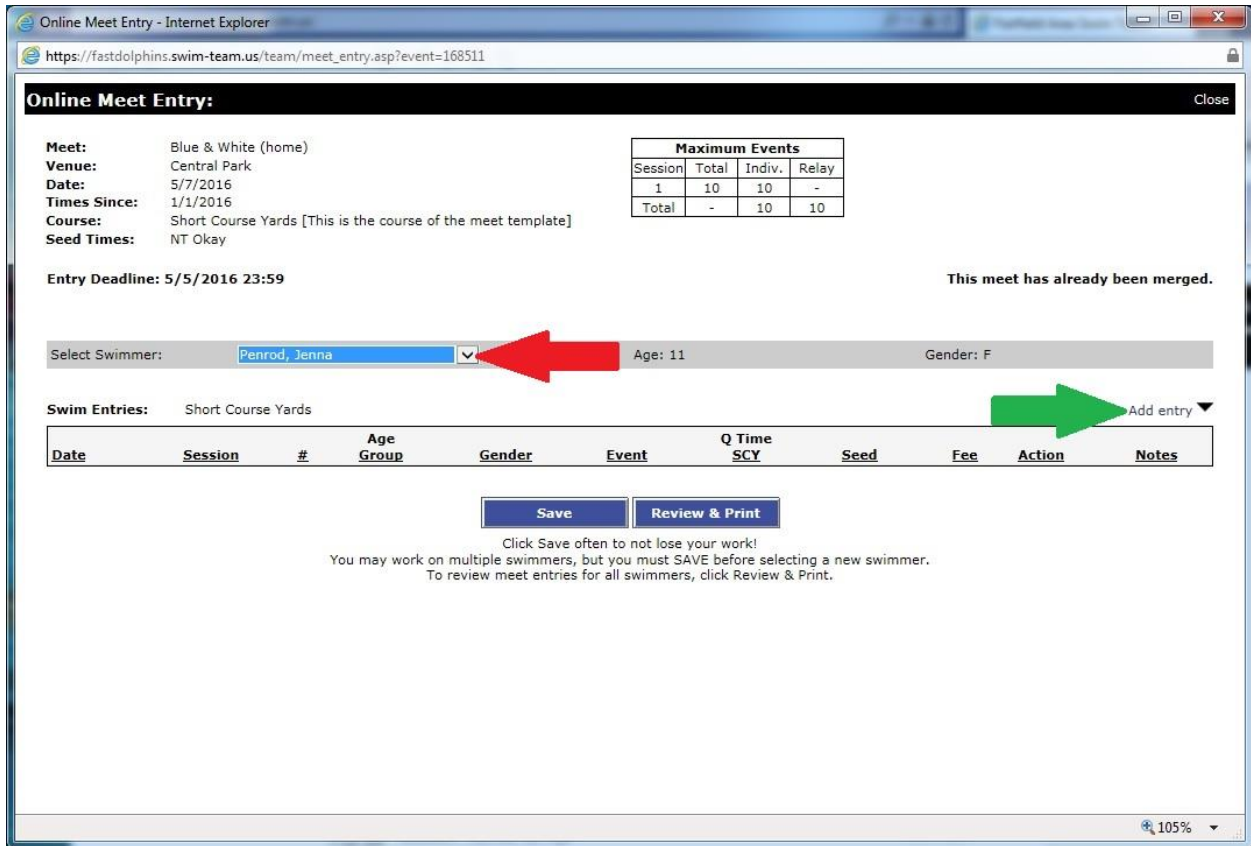 Online Meet Entry - Internet Explorer
https://fastdolphins.swim-team.us/team/meet_entry.asp?event=168511
Online Meet Entry: Close
Meet: Blue & White (home)
Venue: Central Park
Date: 5/7/2016
Times Since: 1/1/2016
Course: Short Course Yards [This is the course of the meet template]
Seed Times: NT Okay
Maximum Events
Session Total Indiv. Relay
1 10 10 -
Total - 10 10
Entry Deadline: 5/5/2016 23:59 This meet has already been merged.
Select Swimmer: Penrod, Jenna Age: 11 Gender: F
Swim Entries: Short Course Yards Add entry
Date Session # Age Group Gender Event Q Time SCY Seed Fee Action Notes
Save Review & Print
Click Save often to not lose your work!
You may work on multiple swimmers, but you must SAVE before selecting a new swimmer.
To review meet entries for all swimmers, click Review & Print.
105%